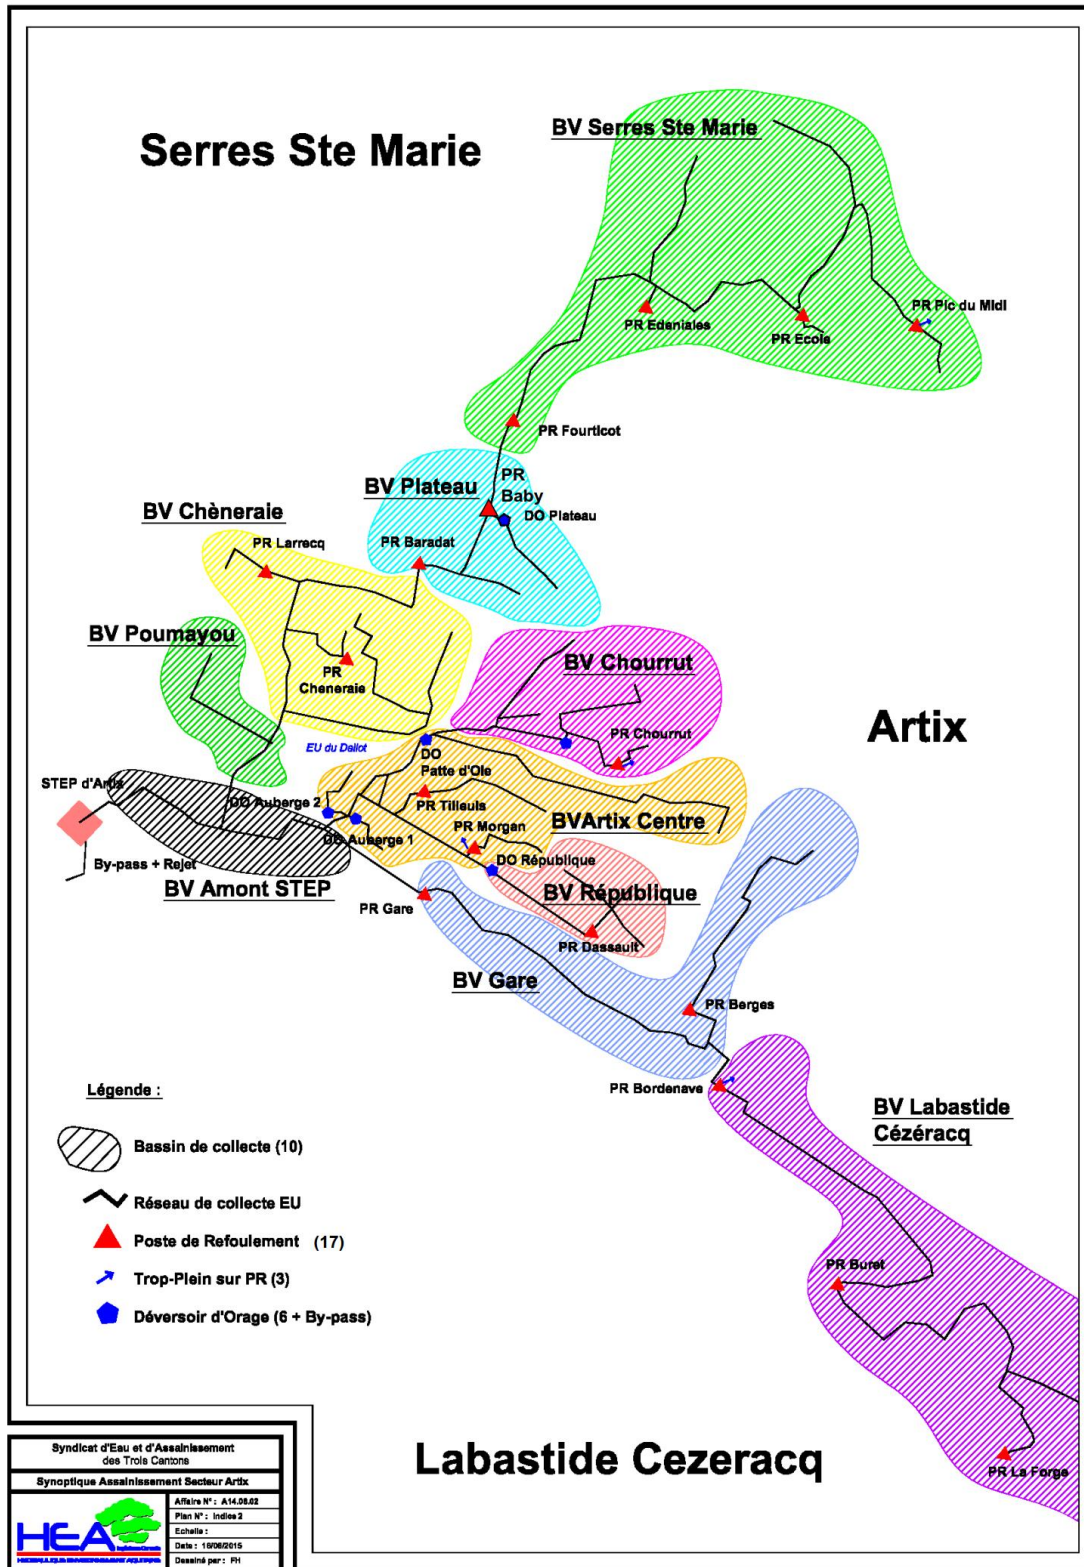 Serres Ste Marie
BV Serres Ste Marie
PR Pic du Midi
PR Edeniales
PR Ecole
PR Fourticot
BV Plateau
PR
Baby
DO Plateau
BV Chèneraie
PR Larrecq
PR Baradat
BV Poumayou
PR
Cheneraie
BV Chourrut
PR Chourrut
Artix
EU du Dellot
DO
Patte d'Oie
STEP d'Artix
DO Auberge 2
PR Tilleuls
BVArtix Centre
DO Auberge 1
PR Morgan
DO République
By-pass + Rejet
BV Amont STEP
BV République
PR Gare
PR Dassault
BV Gare
PR Berges
PR Bordenave
BV Labastide
Cézéracq
Légende :
Bassin de collecte (10)
Réseau de collecte EU
Poste de Refoulement (17)
Trop-Plein sur PR (3)
Déversoir d'Orage (6 + By-pass)
PR Buret
PR La Forge
Labastide Cezeracq
Syndicat d'Eau et d'Assainissement
des Trois Cantons
Synoptique Assainissement Secteur Artix
HEA
HYDRAULIQUE ENVIRONNEMENT AQUITAINE
Affaire N° : A14.08.02
Plan N° : Indice 2
Echelle :
Date : 16/06/2015
Dessiné par : FH